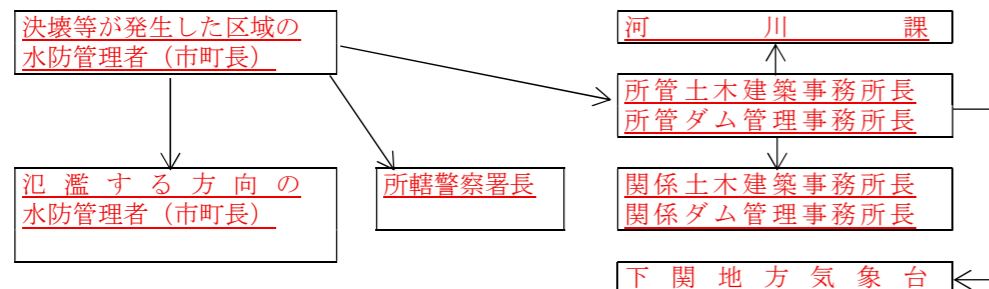 決壊等が発生した区域の
水防管理者（市町長）
河川課
所管土木建築事務所長
所管ダム管理事務所長
氾濫する方向の
水防管理者（市町長）
所轄警察署長
関係土木建築事務所長
関係ダム管理事務所長
下関地方気象台